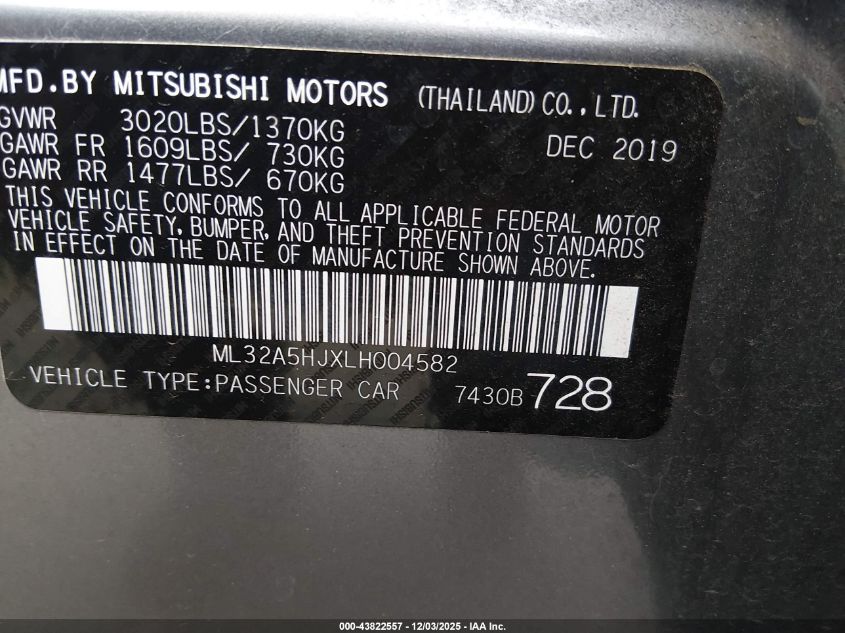 MFD.BY MITSUBISHI MOTORS (THAILAND) CO., LTD.
GVWR 3020LBS/1370KG DEC 2019
GAWR FR 1609LBS/ 730KG
GAWR RR 1477LBS/ 670KG
THIS VEHICLE CONFORMS TO ALL APPLICABLE FEDERAL MOTOR
VEHICLE SAFETY, BUMPER, AND THEFT PREVENTION STANDARDS
IN EFFECT ON THE DATE OF MANUFACTURE SHOWN ABOVE.
ML32A5HJXLH004582
VEHICLE TYPE:PASSENGER CAR 7430B 728
000-43822557 - 12/03/2025 - IAA Inc.